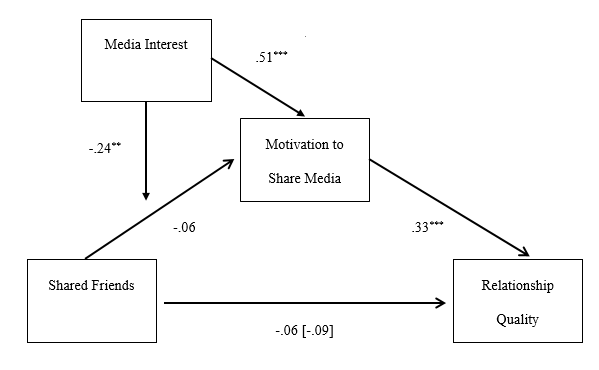 Media Interest
.51***
-.24**
Motivation to
Share Media
-.06
.33***
Shared Friends
Relationship
Quality
-.06 [-.09]